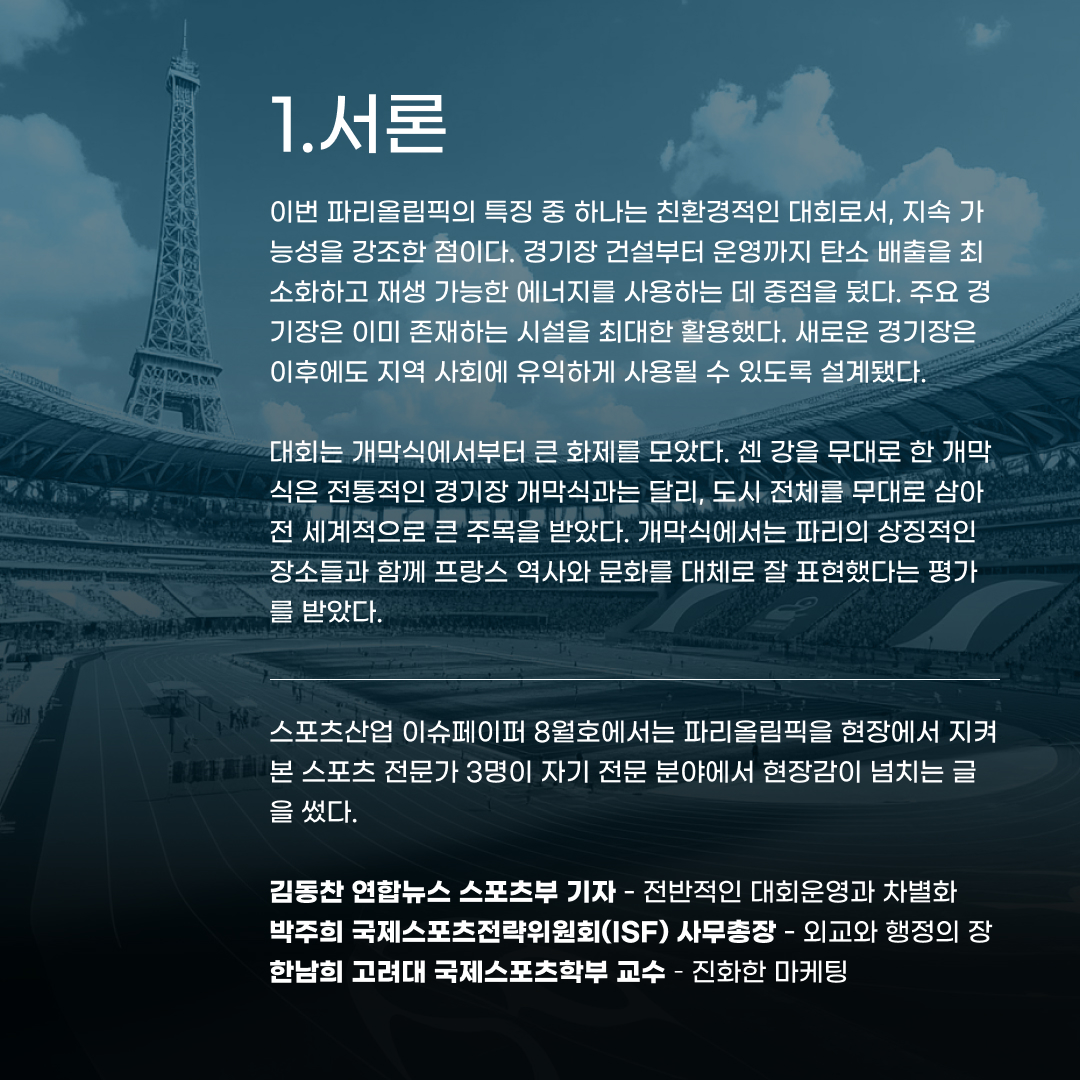 1.서론
이번 파리올림픽의 특징 중 하나는 친환경적인 대회로서, 지속 가
능성을 강조한 점이다. 경기장 건설부터 운영까지 탄소 배출을 최
소화하고 재생 가능한 에너지를 사용하는 데 중점을 뒀다. 주요 경
기장은 이미 존재하는 시설을 최대한 활용했다. 새로운 경기장은
이후에도 지역 사회에 유익하게 사용될 수 있도록 설계됐다.
대회는 개막식에서부터 큰 화제를 모았다. 센 강을 무대로 한 개막
식은 전통적인 경기장 개막식과는 달리, 도시 전체를 무대로 삼아
전 세계적으로 큰 주목을 받았다. 개막식에서는 파리의 상징적인
장소들과 함께 프랑스 역사와 문화를 대체로 잘 표현했다는 평가
를 받았다.
스포츠산업 이슈페이퍼 8월호에서는 파리올림픽을 현장에서 지켜
본 스포츠 전문가 3명이 자기 전문 분야에서 현장감이 넘치는 글
을 썼다.
김동찬 연합뉴스 스포츠부 기자 - 전반적인 대회운영과 차별화
박주희 국제스포츠전략위원회(ISF) 사무총장 - 외교와 행정의 장
한남희 고려대 국제스포츠학부 교수 - 진화한 마케팅